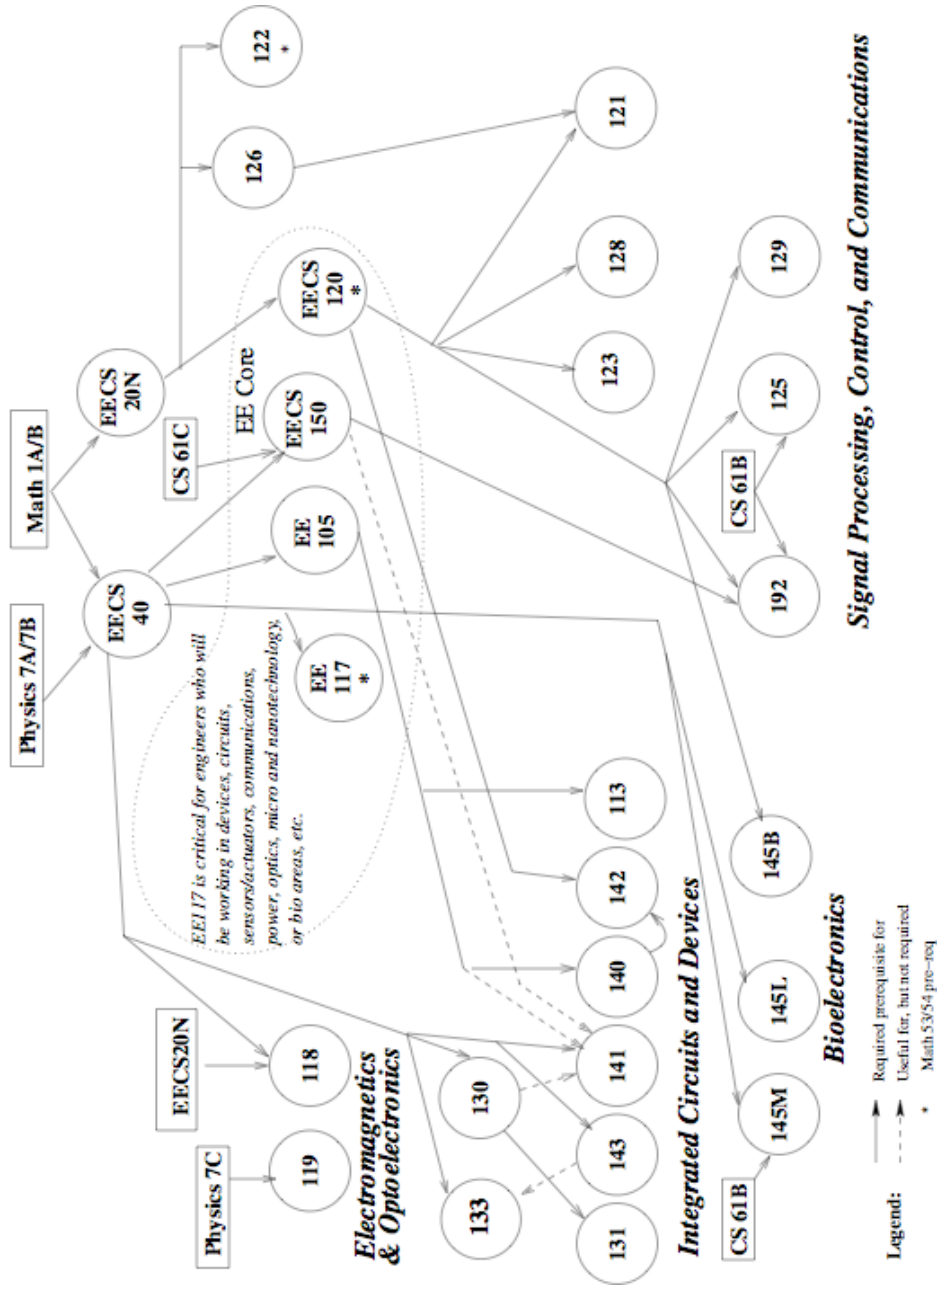 Physics 7A/7B
Math 1A/B
EECS
40
EECS
20N
EECS20N
CS 61C
Physics 7C
EE117 is critical for engineers who will
be working in devices, circuits,
sensors/actuators, communications,
power, optics, micro and nanotechnology,
or bio areas, etc.
EE Core
126
122
*
119
118
EE
117
*
EE
105
EECS
150
EECS
120
*
Electromagnetics
& Optoelectronics
133
130
131
143
141
140
142
113
123
128
121
Integrated Circuits and Devices
CS 61B
CS 61B
145M
145L
145B
192
125
129
Bioelectronics
Signal Processing, Control, and Communications
Legend:
Required prerequisite for
Useful for, but not required
* Math 53/54 pre-req